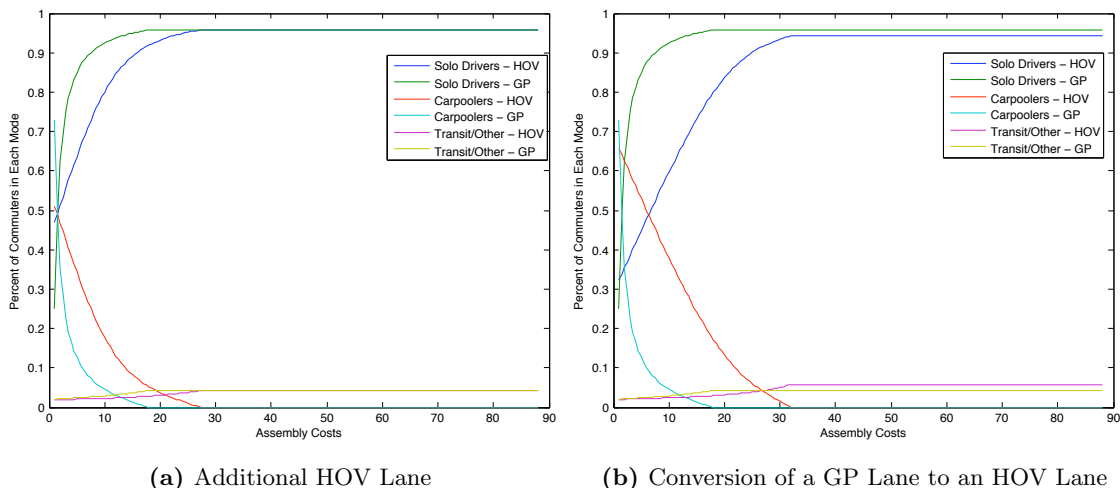 1
0.9
0.8
0.7
0.6
0.5
0.4
0.3
0.2
0.1
0
0 10 20 30 40 50 60 70 80 90
Percent of Commuters in Each Mode
Assembly Costs
Solo Drivers – HOV
Solo Drivers – GP
Carpoolers – HOV
Carpoolers – GP
Transit/Other – HOV
Transit/Other – GP
(a) Additional HOV Lane
1
0.9
0.8
0.7
0.6
0.5
0.4
0.3
0.2
0.1
0
0 10 20 30 40 50 60 70 80 90
Percent of Commuters in Each Mode
Assembly Costs
Solo Drivers – HOV
Solo Drivers – GP
Carpoolers – HOV
Carpoolers – GP
Transit/Other – HOV
Transit/Other – GP
(b) Conversion of a GP Lane to an HOV Lane